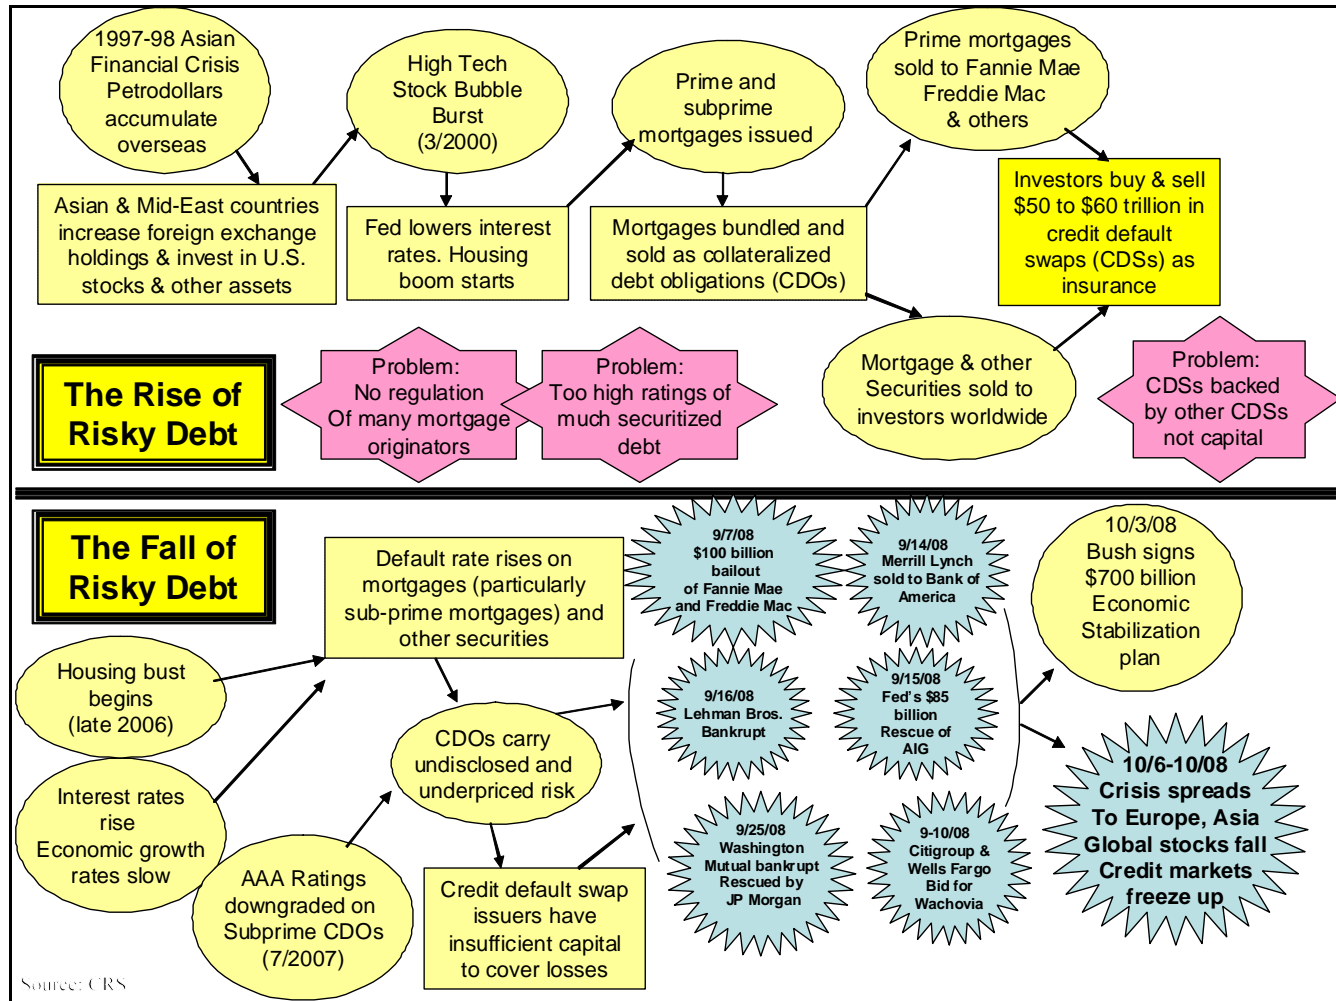 1997-98 Asian
Financial Crisis
Petrodollars
accumulate
overseas
High Tech
Stock Bubble
Burst
(3/2000)
Prime and
subprime
mortgages issued
Prime mortgages
sold to Fannie Mae
Freddie Mac
& others
Asian & Mid-East countries
increase foreign exchange
holdings & invest in U.S.
stocks & other assets
Fed lowers interest
rates. Housing
boom starts
Mortgages bundled and
sold as collateralized
debt obligations (CDOs)
Investors buy & sell
$50 to $60 trillion in
credit default
swaps (CDSs) as
insurance
The Rise of
Risky Debt
Problem:
No regulation
Of many mortgage
originators
Problem:
Too high ratings of
much securitized
debt
Mortgage & other
Securities sold to
investors worldwide
Problem:
CDSs backed
by other CDSs
not capital
The Fall of
Risky Debt
Default rate rises on
mortgages (particularly
sub-prime mortgages) and
other securities
9/7/08
$100 billion
bailout
of Fannie Mae
and Freddie Mac
9/14/08
Merrill Lynch
sold to Bank of
America
10/3/08
Bush signs
$700 billion
Economic
Stabilization
plan
Housing bust
begins
(late 2006)
CDOs carry
undisclosed and
underpriced risk
9/16/08
Lehman Bros.
Bankrupt
9/15/08
Fed's $85
billion
Rescue of
AIG
Interest rates
rise
Economic growth
rates slow
AAA Ratings
downgraded on
Subprime CDOs
(7/2007)
Credit default swap
issuers have
insufficient capital
to cover losses
9/25/08
Washington
Mutual bankrupt
Rescued by
JP Morgan
9-10/08
Citigroup &
Wells Fargo
Bid for
Wachovia
10/6-10/08
Crisis spreads
To Europe, Asia
Global stocks fall
Credit markets
freeze up
Source: CRS